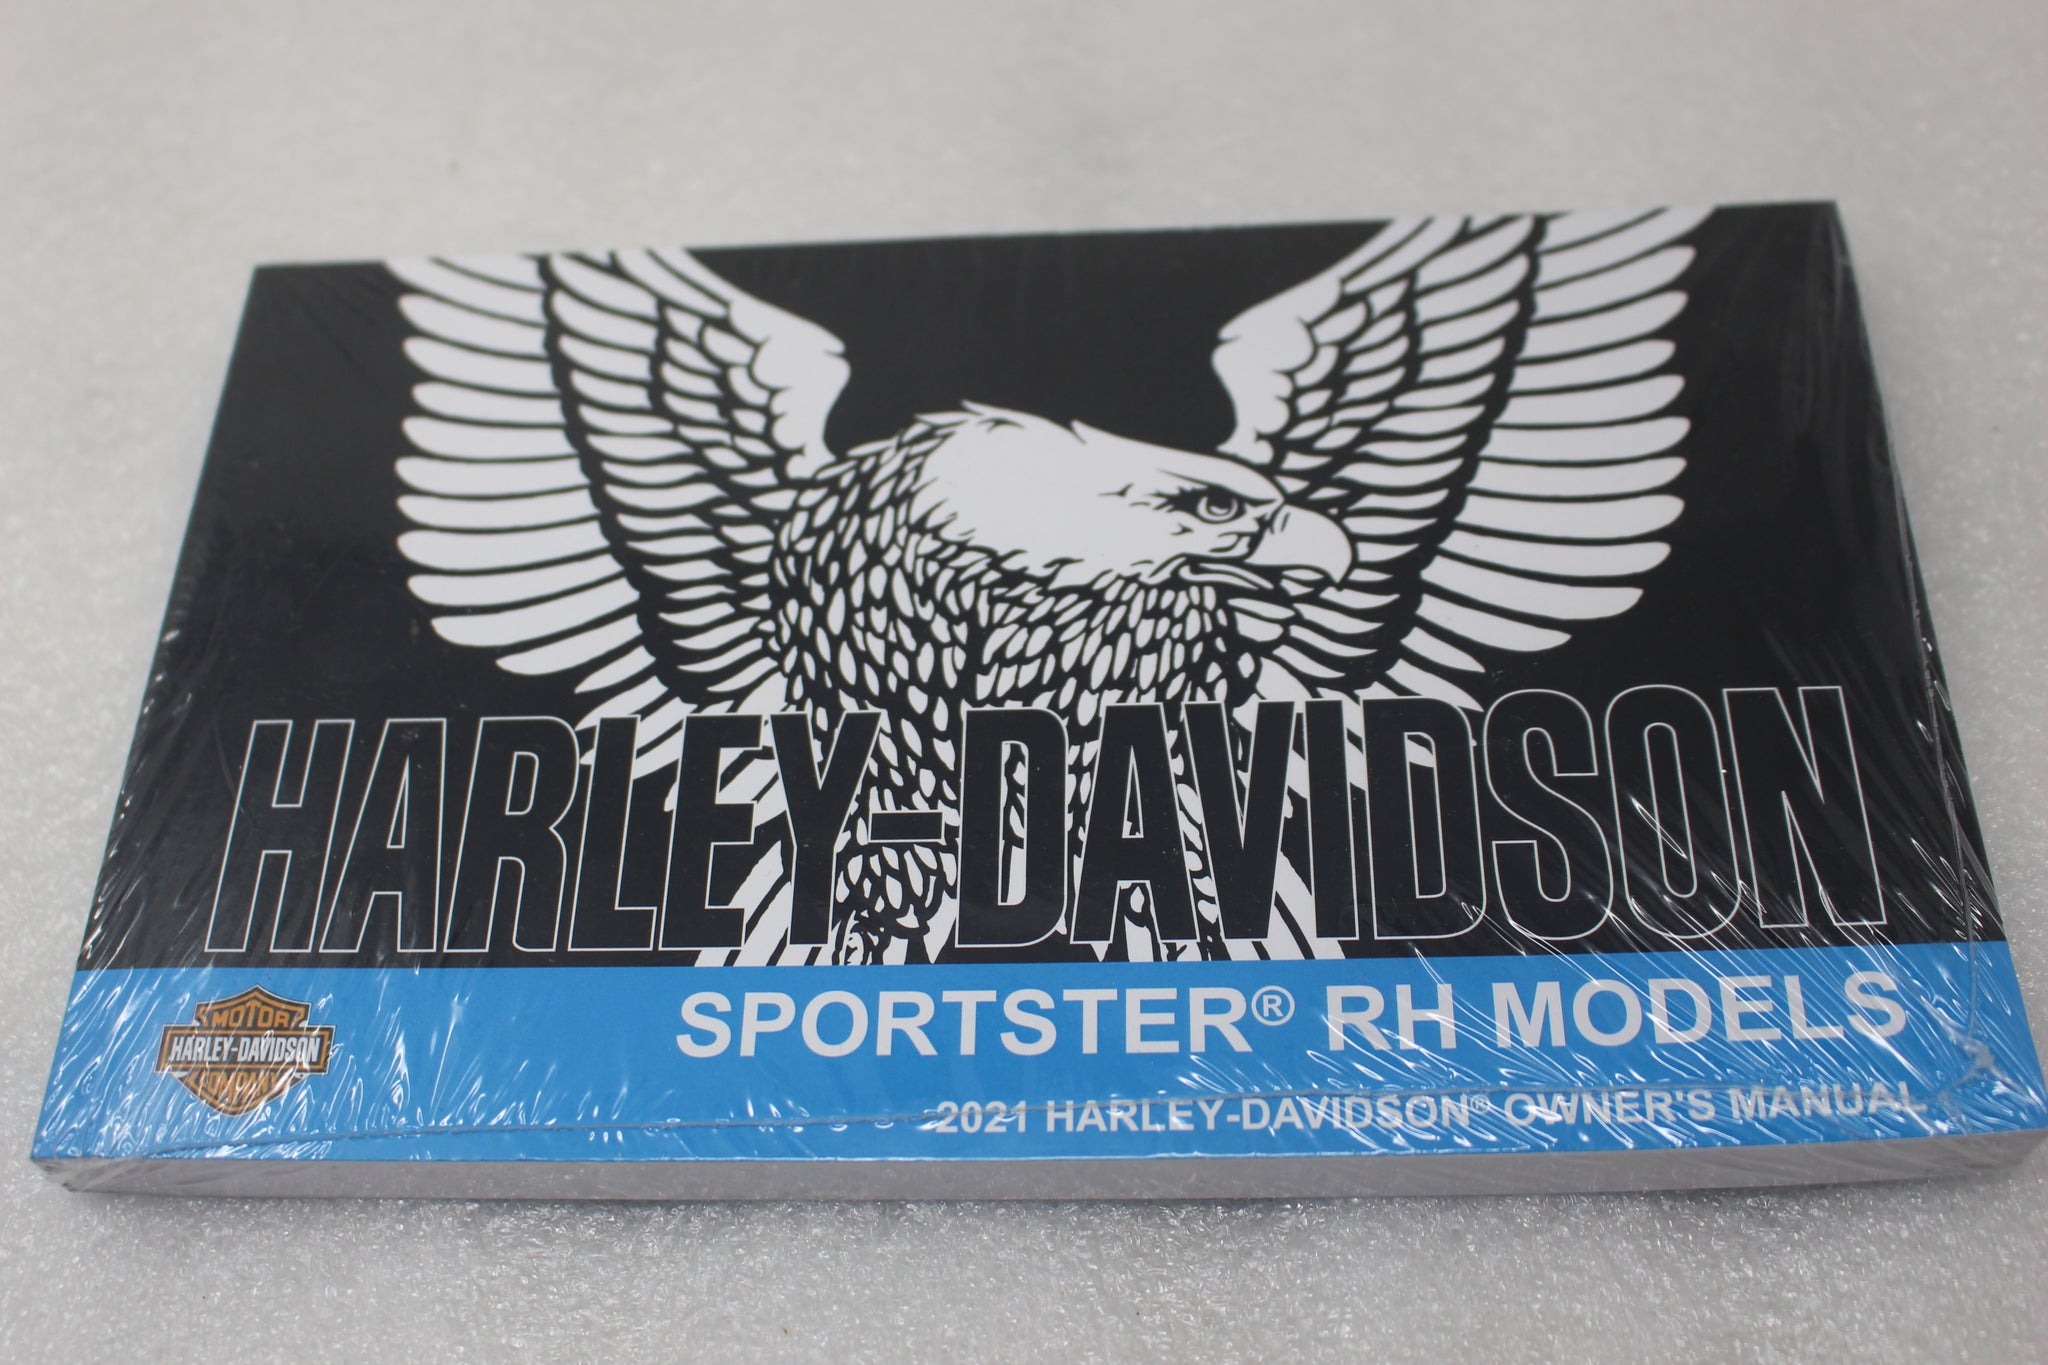 HARLEY-DAVIDSON
SPORTSTER® RH MODELS
MOTOR
HARLEY-DAVIDSON
COMPANY
2021 HARLEY-DAVIDSON® OWNER'S MANUAL